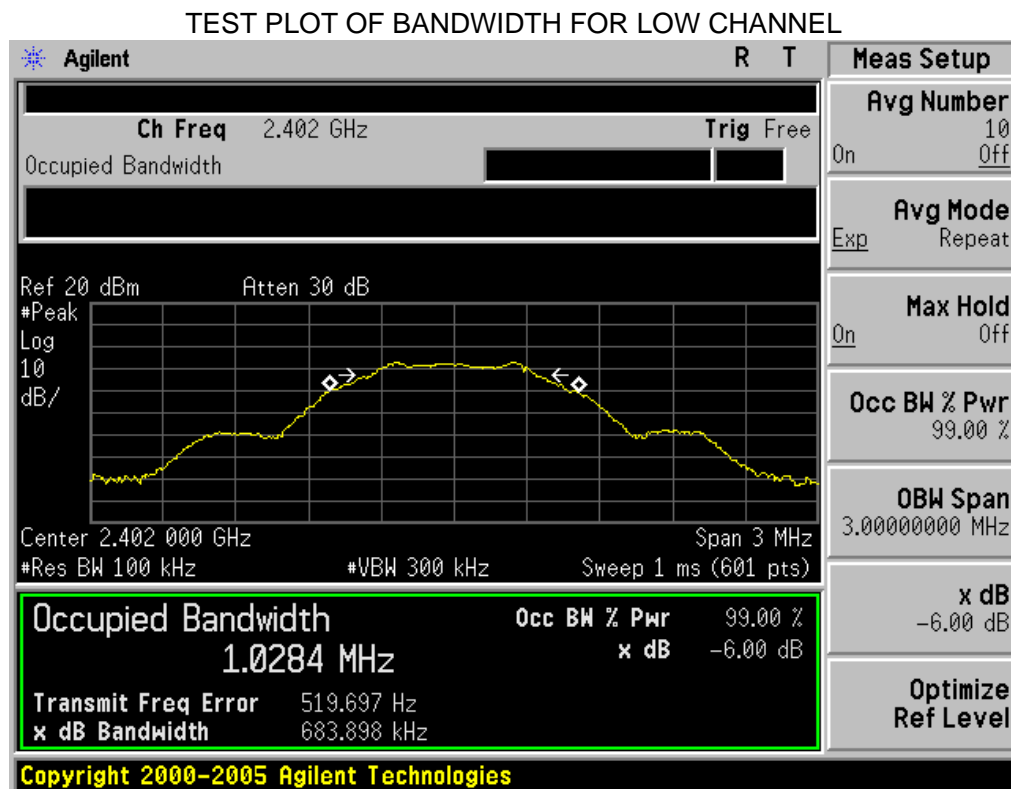 TEST PLOT OF BANDWIDTH FOR LOW CHANNEL
Agilent R T
Ch Freq 2.402 GHz Trig Free
Occupied Bandwidth
Ref 20 dBm Atten 30 dB
#Peak
Log
10
dB/
Center 2.402 000 GHz Span 3 MHz
#Res BW 100 kHz #VBW 300 kHz Sweep 1 ms (601 pts)
Occupied Bandwidth Occ BW % Pwr 99.00 %
1.0284 MHz x dB -6.00 dB
Transmit Freq Error 519.697 Hz
x dB Bandwidth 683.898 kHz
Copyright 2000-2005 Agilent Technologies
Meas Setup
Avg Number
10
On Off
Avg Mode
Exp Repeat
Max Hold
On Off
Occ BW % Pwr
99.00 %
OBW Span
3.00000000 MHz
x dB
-6.00 dB
Optimize
Ref Level